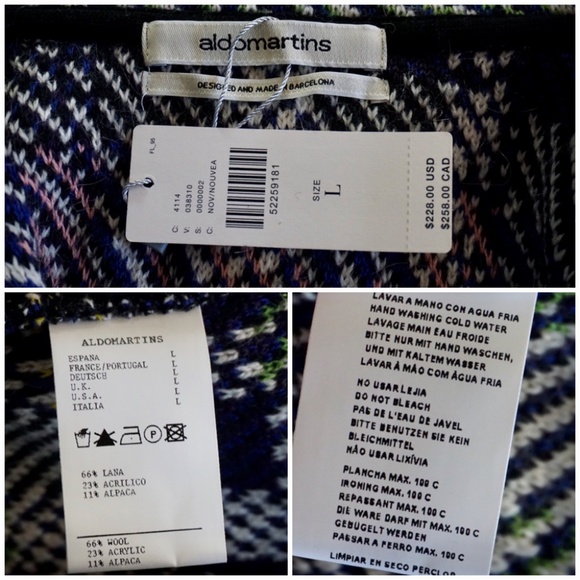 aldomartins
DESIGNED AND MADE IN BARCELONA
FL_95
C: 4114
V: 038310
S: 0000002
C: NOV/NOUVEA
52259181
SIZE
L
$228.00 USD
$258.00 CAD
ALDOMARTINS
ESPANA L
FRANCE/PORTUGAL L
DEUTSCH L
U.K. L
U.S.A. L
ITALIA L
P
66% LANA
23% ACRILICO
11% ALPACA
66% WOOL
23% ACRYLIC
11% ALPACA
LAVAR A MANO CON AGUA FRIA
HAND WASHING COLD WATER
LAVAGE MAIN EAU FROIDE
BITTE NUR MIT HAND WASCHEN,
UND MIT KALTEM WASSER
LAVAR À MÃO COM ÁGUA FRIA
NO USAR LEJIA
DO NOT BLEACH
PAS DE L'EAU DE JAVEL
BITTE BENUTZEN SIE KEIN
BLEICHMITTEL
NÃO USAR LIXÍVIA
PLANCHA MAX. 100 C
IRONING MAX. 100 C
REPASSANT MAX. 100 C
DIE WARE DARF MIT MAX. 100 C
GEBÜGELT WERDEN
PASSAR A FERRO MAX. 100 C
LIMPIAR EN SECO PERCLOR